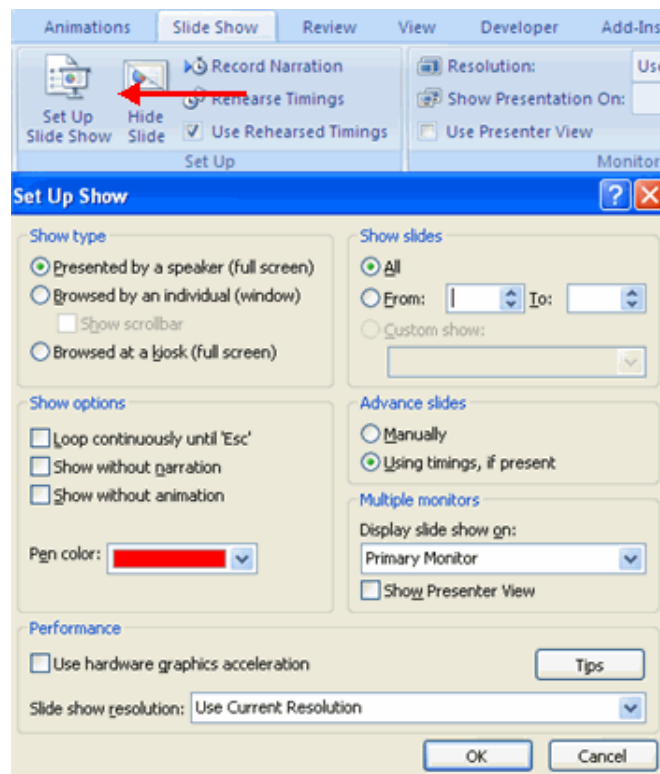 Animations Slide Show Review View Developer Add-Ins
Record Narration Resolution: Use
Rehearse Timings Show Presentation On:
Set Up Slide Show
Hide Slide
Use Rehearsed Timings Use Presenter View
Set Up Monitor
Set Up Show
Show type
Presented by a speaker (full screen)
Browsed by an individual (window)
Show scrollbar
Browsed at a kiosk (full screen)
Show slides
All
From: To:
Custom show:
Show options
Loop continuously until 'Esc'
Show without narration
Show without animation
Pen color:
Advance slides
Manually
Using timings, if present
Multiple monitors
Display slide show on:
Primary Monitor
Show Presenter View
Performance
Use hardware graphics acceleration
Tips
Slide show resolution: Use Current Resolution
OK Cancel